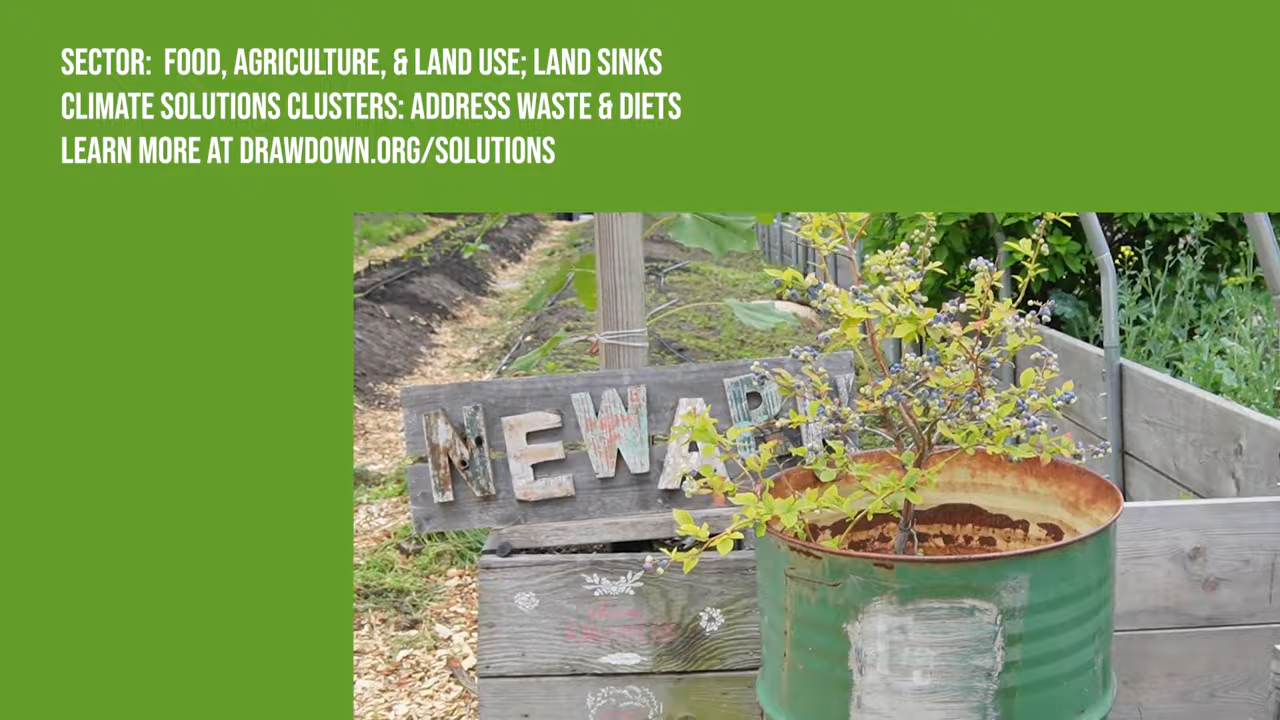 SECTOR:  FOOD, AGRICULTURE, & LAND USE; LAND SINKS
CLIMATE SOLUTIONS CLUSTERS: ADDRESS WASTE & DIETS
LEARN MORE AT DRAWDOWN.ORG/SOLUTIONS
NEWARK